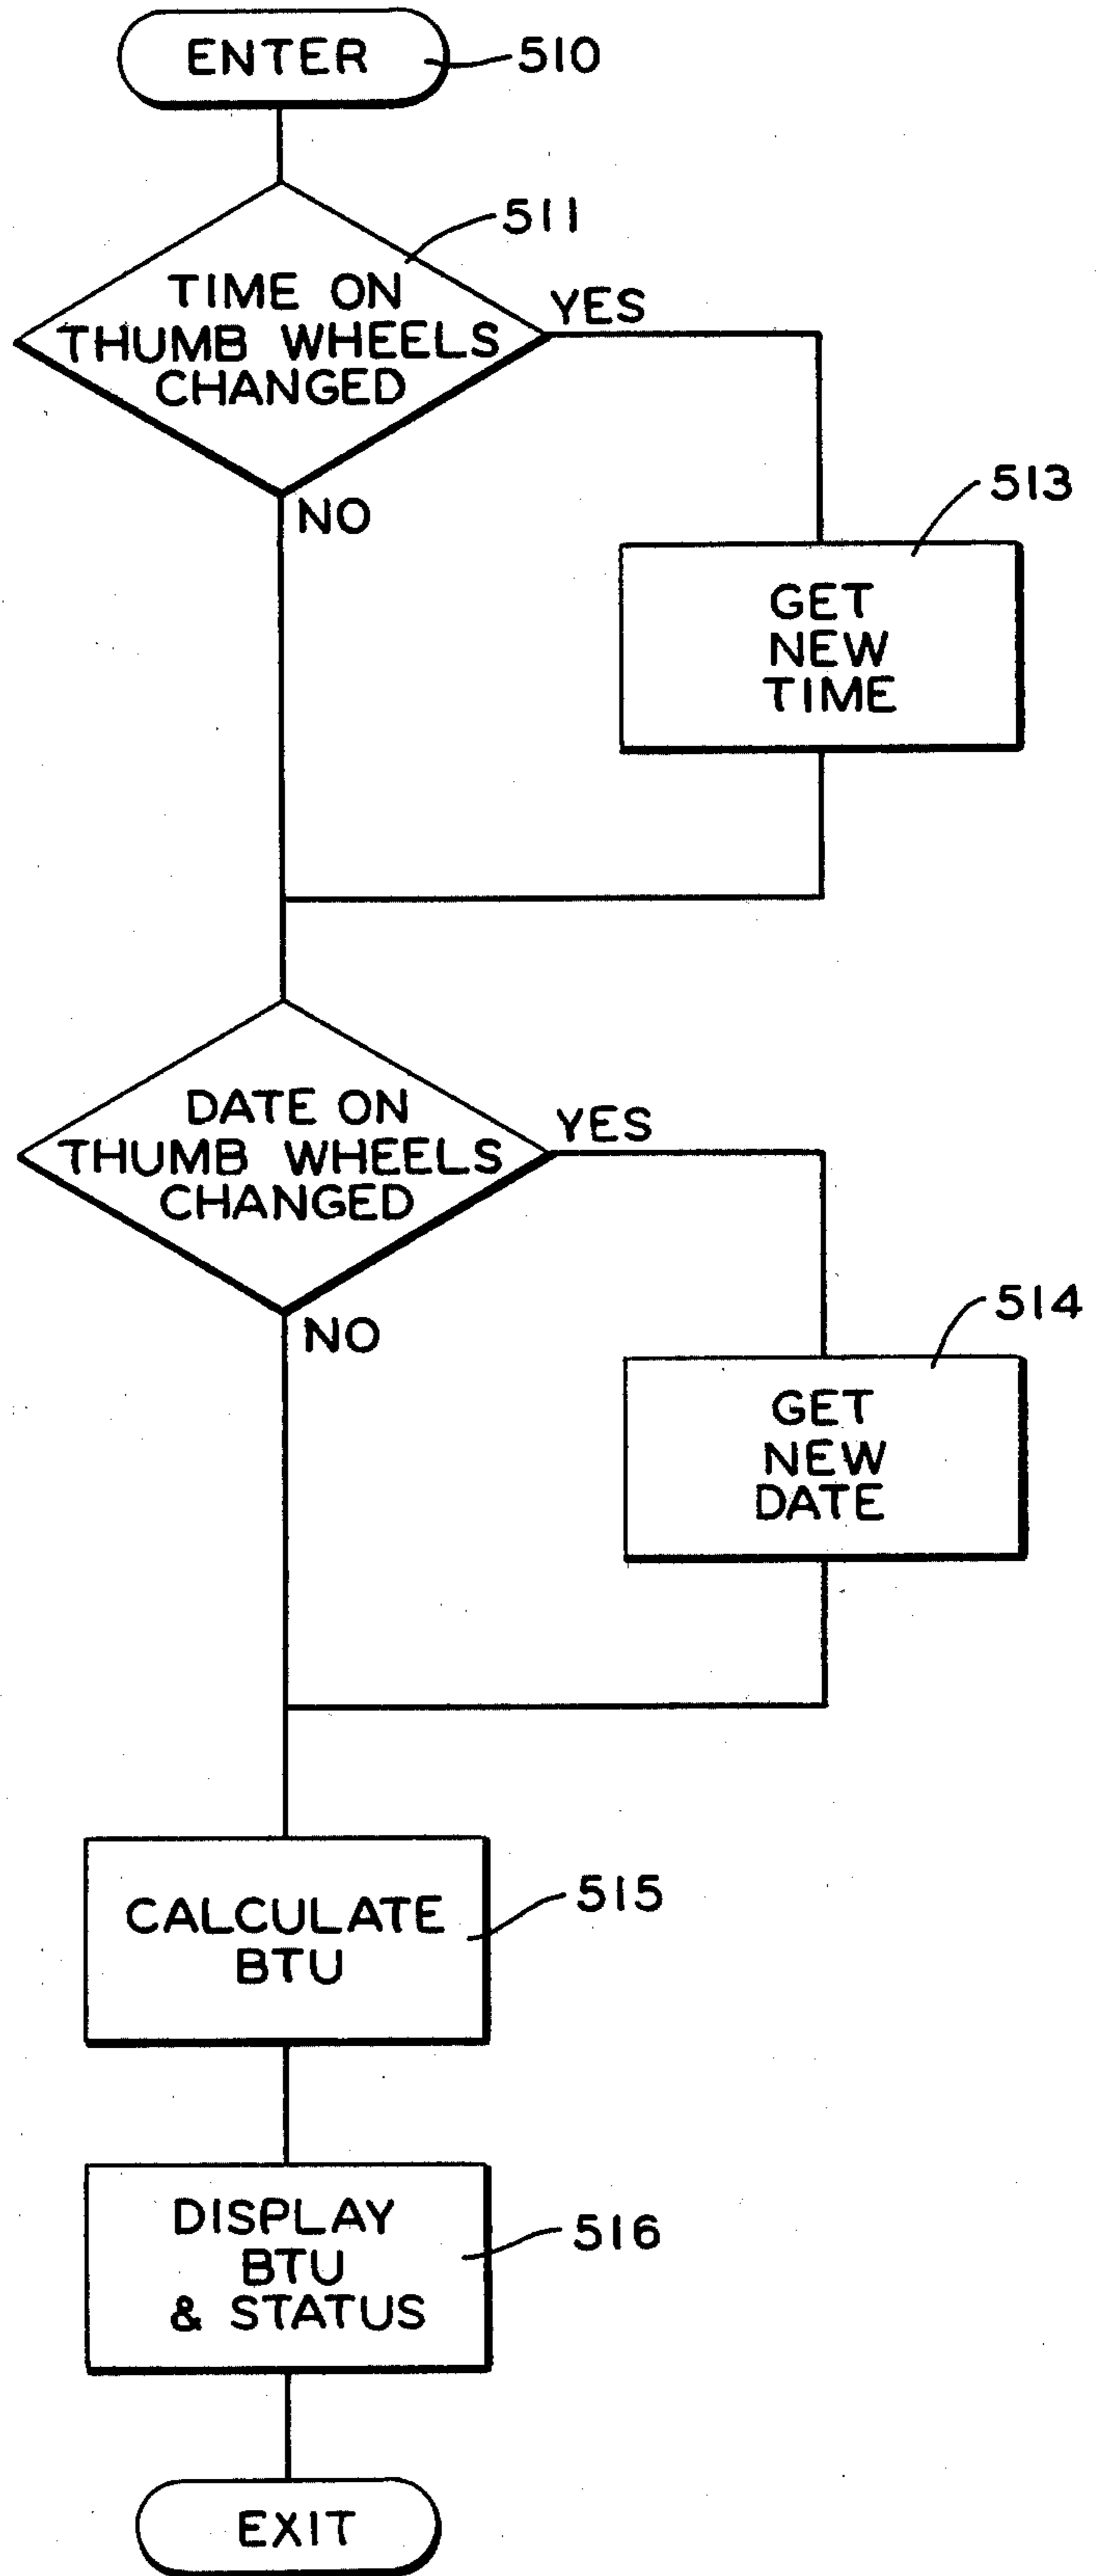 ENTER
510
511
TIME ON
THUMB WHEELS
CHANGED
YES
NO
513
GET
NEW
TIME
DATE ON
THUMB WHEELS
CHANGED
YES
NO
514
GET
NEW
DATE
CALCULATE
BTU
515
DISPLAY
BTU
& STATUS
516
EXIT